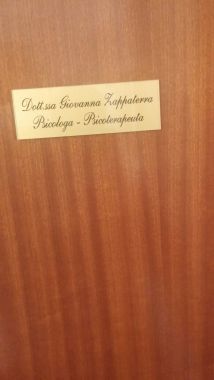 Dott.ssa Giovanna Zappaterra
Psicologa - Psicoterapeuta